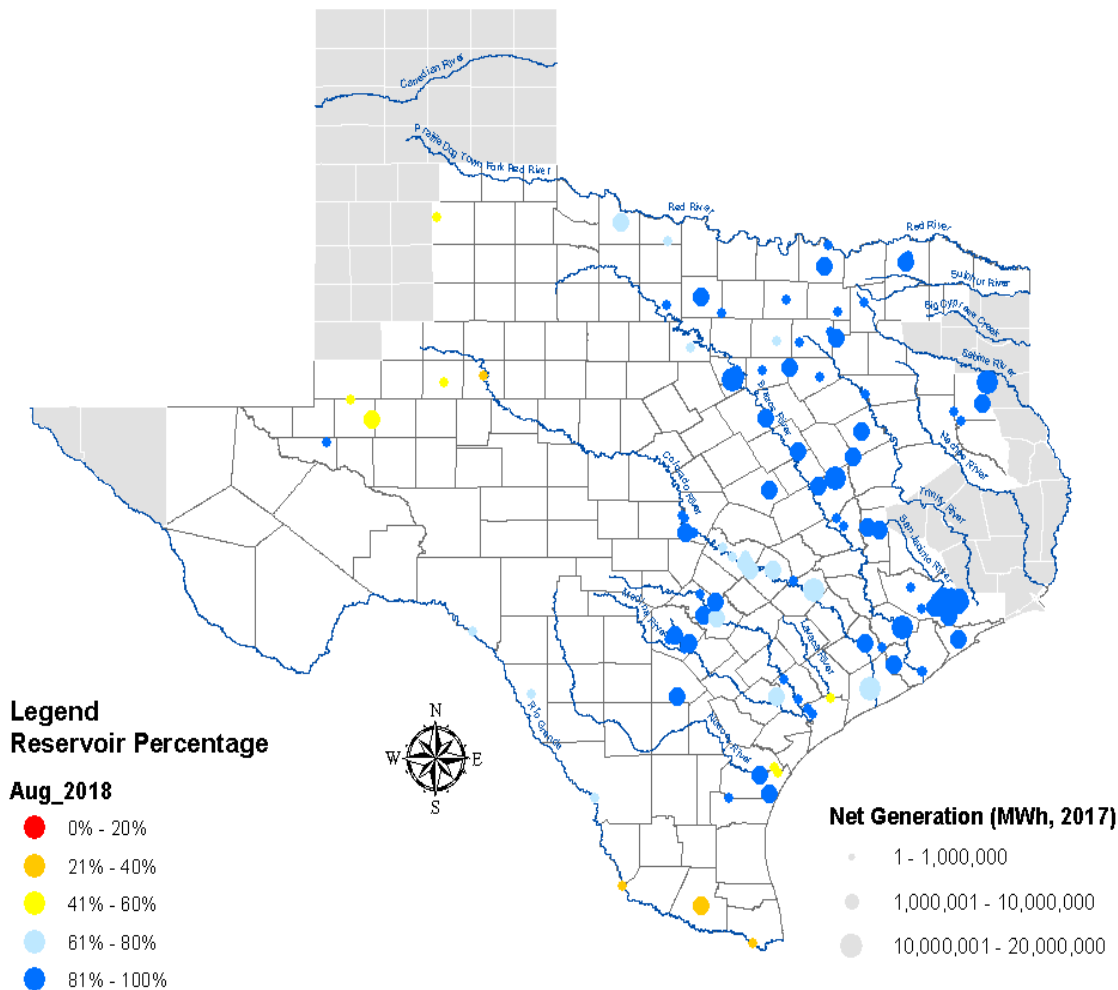 Canadian River
Prairie Dog Town Fork Red River
Red River
Red River
Sulphur River
Big Cypress Creek
Sabine River
Brazos River
Neches River
Colorado River
Trinity River
San Jacinto River
Medina River
Lavaca River
Rio Grande
Nueces River
N
W
E
S
Legend
Reservoir Percentage
Aug_2018
0% - 20%
21% - 40%
41% - 60%
61% - 80%
81% - 100%
Net Generation (MWh, 2017)
1 - 1,000,000
1,000,001 - 10,000,000
10,000,001 - 20,000,000